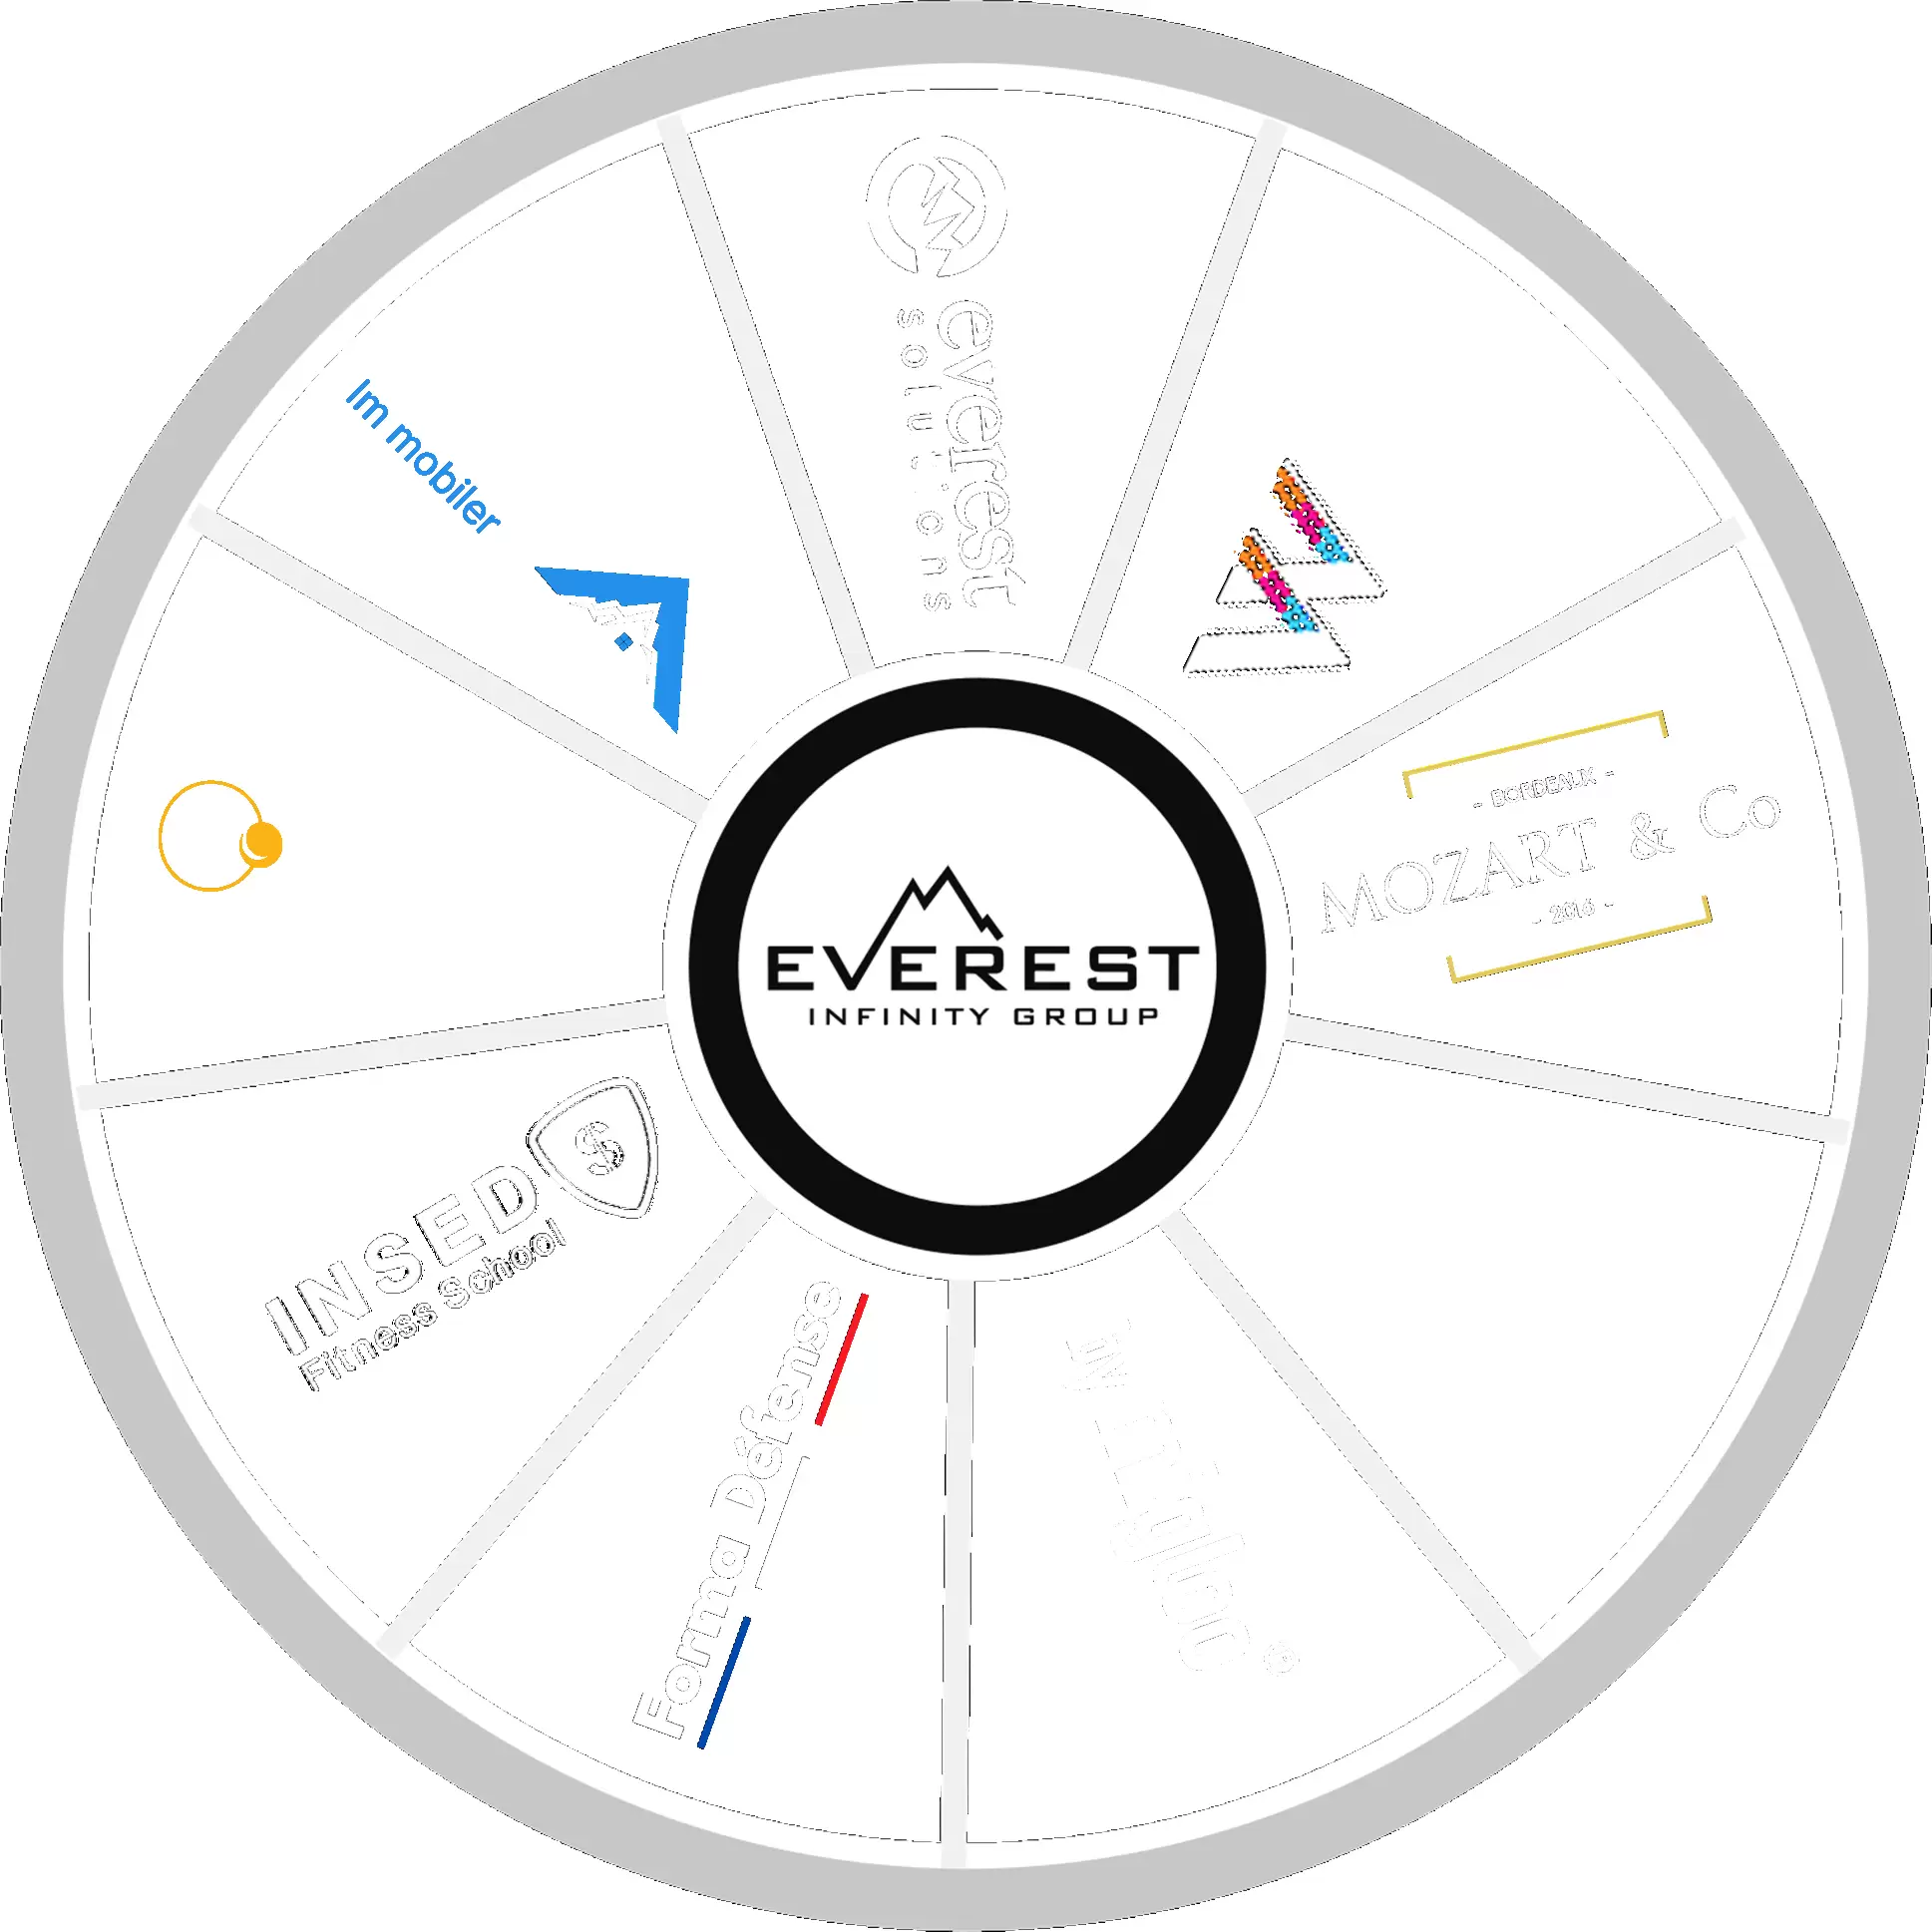 EVEREST
INFINITY GROUP
everest
solutions
- BORDEAUX -
MOZART & Co
- 2016 -
Forma Défense
INSED
Fitness School
Im mobiler